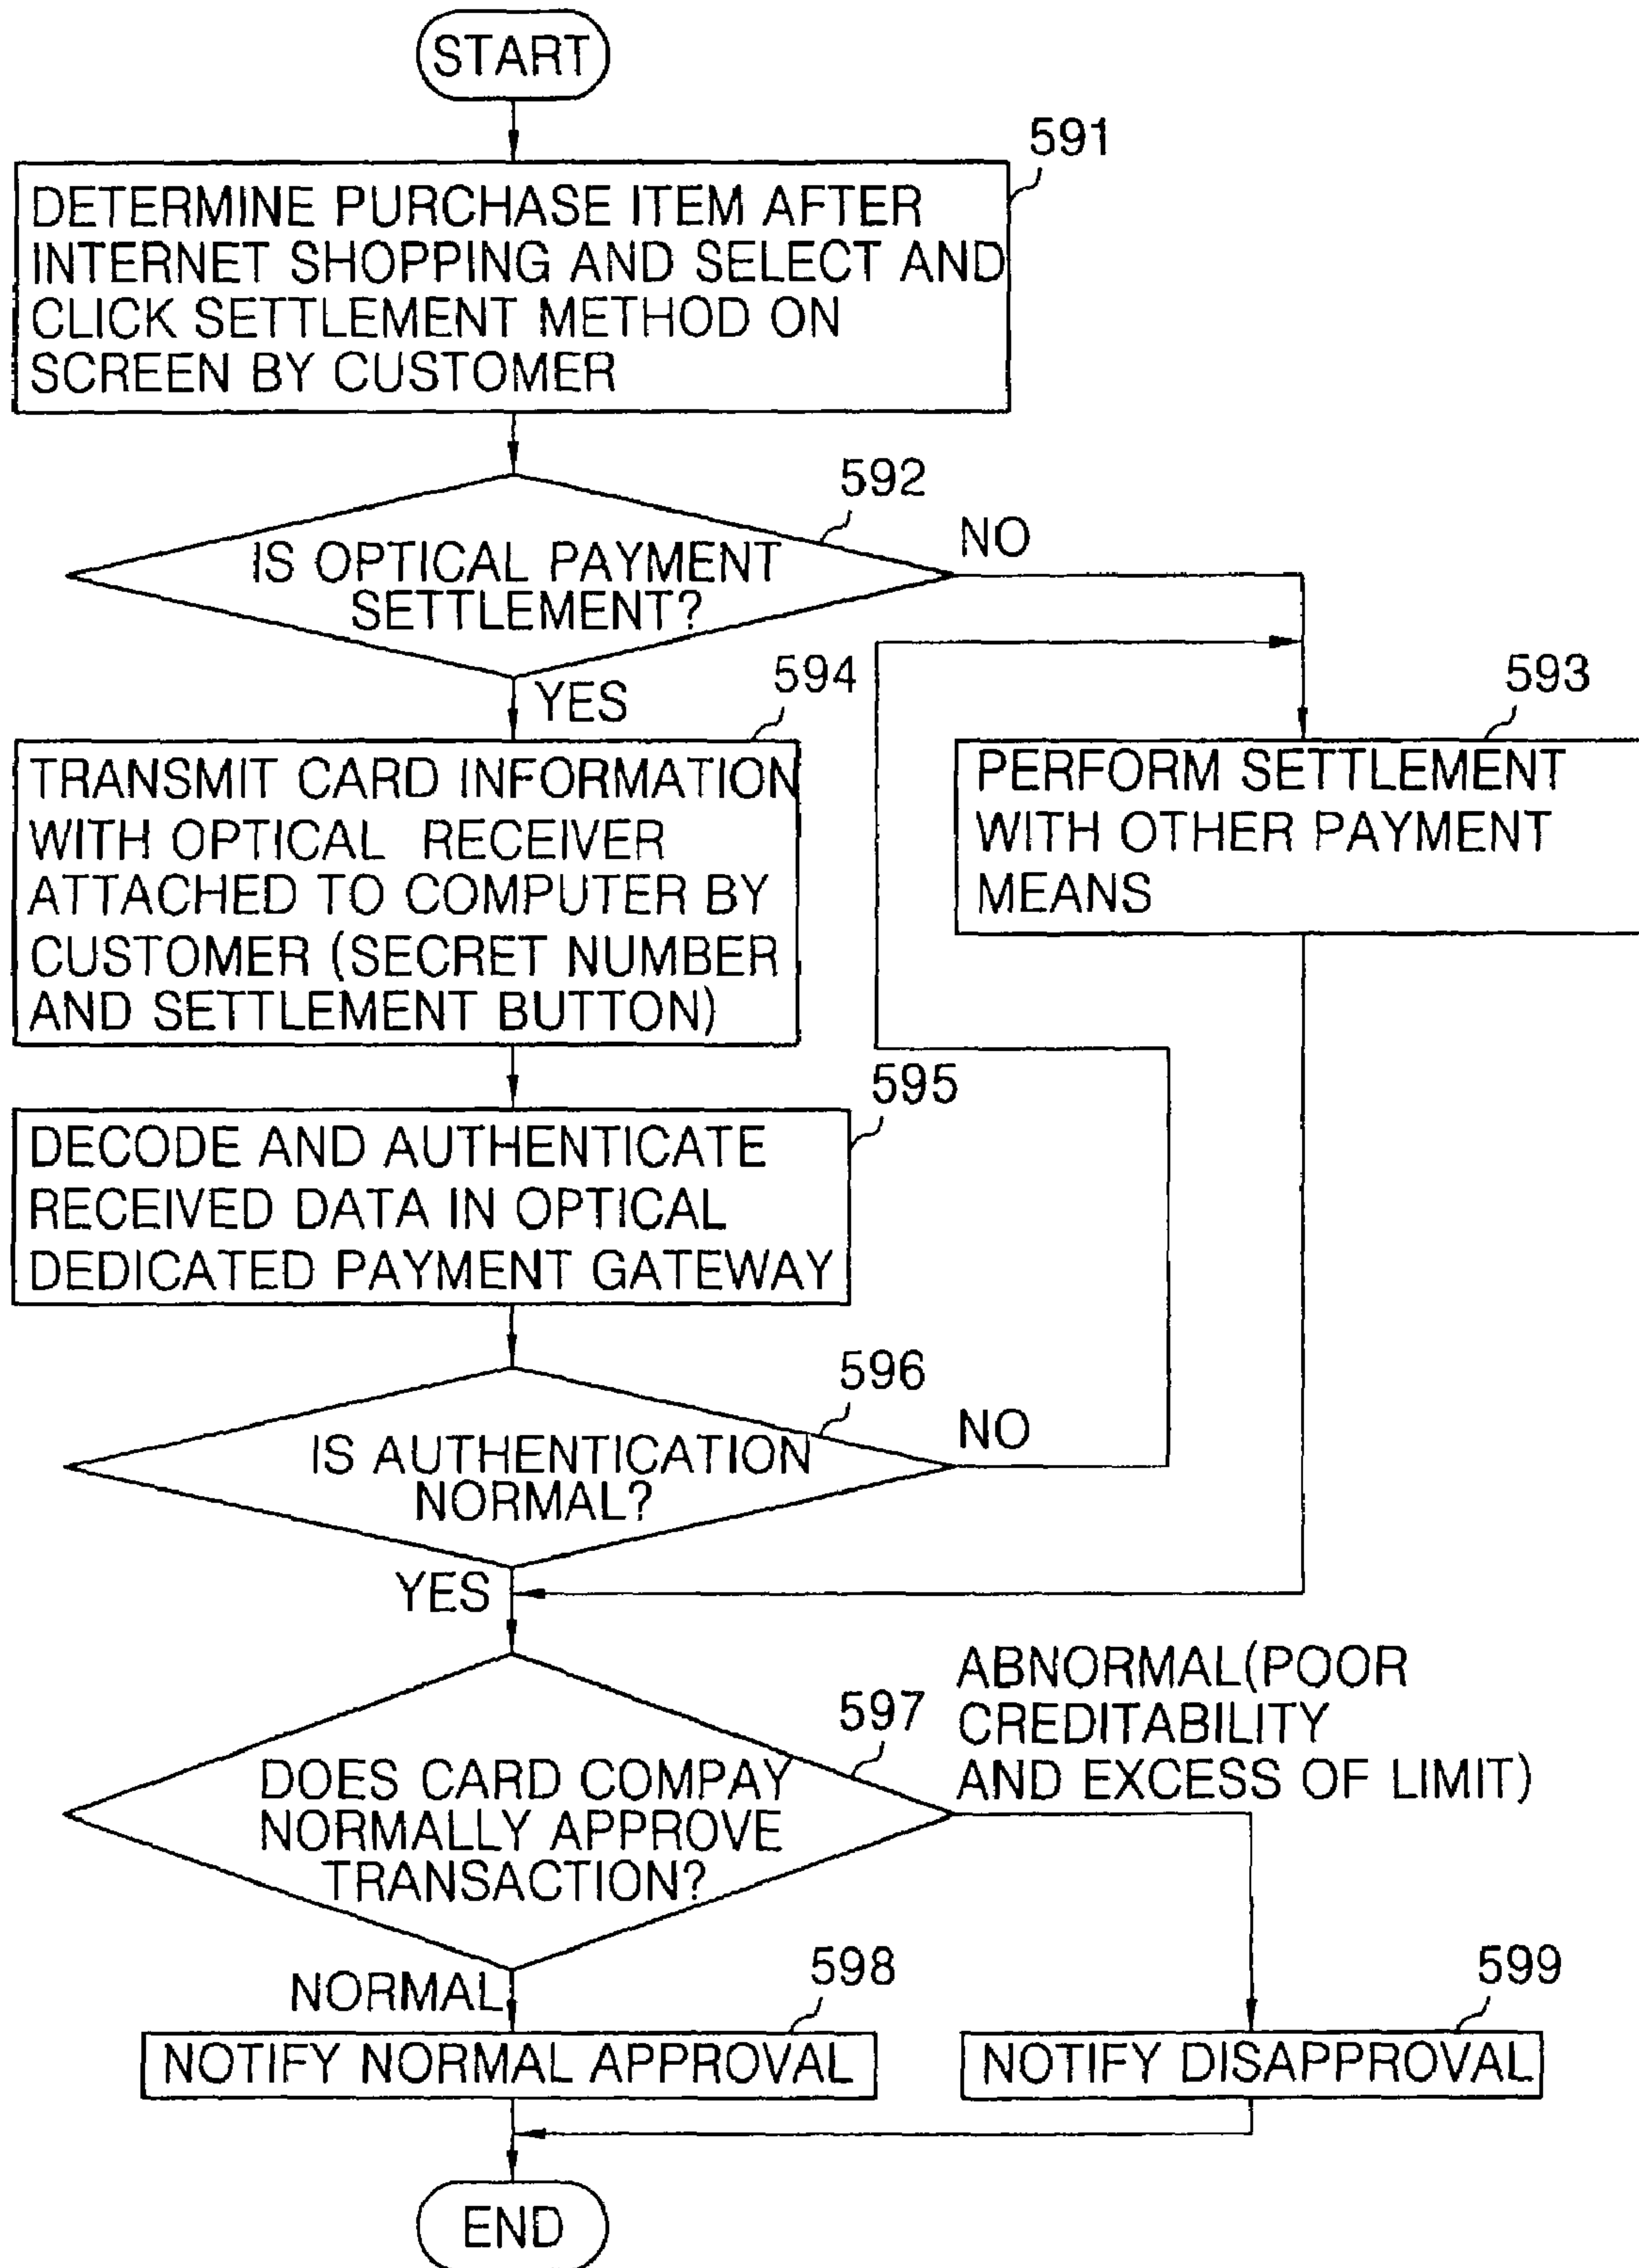 START
591
DETERMINE PURCHASE ITEM AFTER
INTERNET SHOPPING AND SELECT AND
CLICK SETTLEMENT METHOD ON
SCREEN BY CUSTOMER
592
IS OPTICAL PAYMENT
SETTLEMENT?
NO
YES
594
TRANSMIT CARD INFORMATION
WITH OPTICAL RECEIVER
ATTACHED TO COMPUTER BY
CUSTOMER (SECRET NUMBER
AND SETTLEMENT BUTTON)
593
PERFORM SETTLEMENT
WITH OTHER PAYMENT
MEANS
595
DECODE AND AUTHENTICATE
RECEIVED DATA IN OPTICAL
DEDICATED PAYMENT GATEWAY
596
IS AUTHENTICATION
NORMAL?
NO
YES
597
DOES CARD COMPAY
NORMALLY APPROVE
TRANSACTION?
ABNORMAL(POOR
CREDITABILITY
AND EXCESS OF LIMIT)
NORMAL
598
NOTIFY NORMAL APPROVAL
599
NOTIFY DISAPPROVAL
END